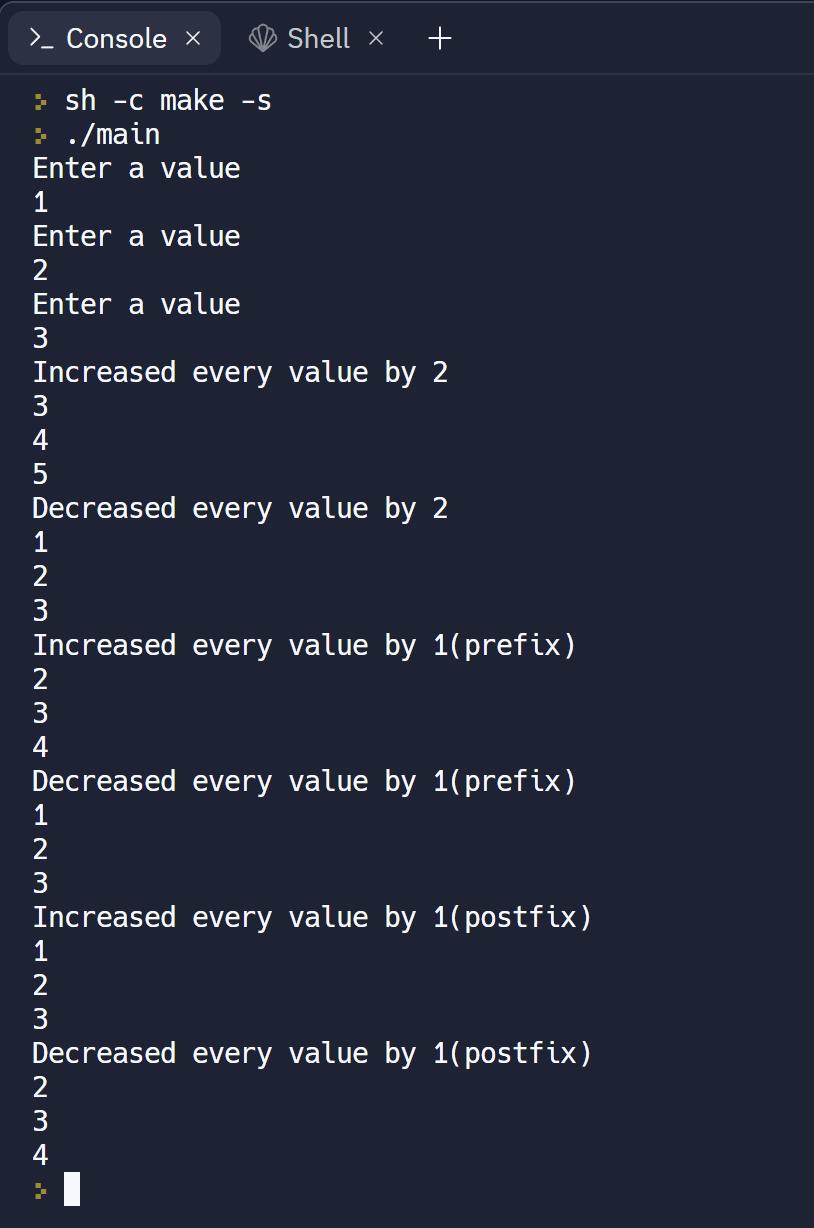 Console × Shell × +
sh -c make -s
./main
Enter a value
1
Enter a value
2
Enter a value
3
Increased every value by 2
3
4
5
Decreased every value by 2
1
2
3
Increased every value by 1(prefix)
2
3
4
Decreased every value by 1(prefix)
1
2
3
Increased every value by 1(postfix)
1
2
3
Decreased every value by 1(postfix)
2
3
4